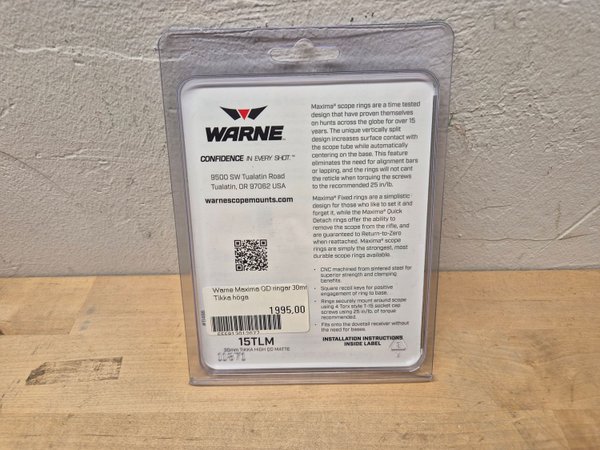 WARNE
CONFIDENCE IN EVERY SHOT.™
9500 SW Tualatin Road
Tualatin, OR 97062 USA
warnescopemounts.com
Warne Maxima QD ringar 30mm
Tikka höga
1995,00
15TLM
30mm TIKKA HIGH QD MATTE
Maxima® scope rings are a time tested
design that have proven themselves
on hunts across the globe for over 15
years. The unique vertically split
design increases surface contact with
the scope tube while automatically
centering on the base. This feature
eliminates the need for alignment bars
or lapping, and the rings will not cant
the reticle when torquing the screws
to the recommended 25 in/lb.
Maxima® Fixed rings are a simplistic
design for those who like to set it and
forget it, while the Maxima® Quick
Detach rings offer the ability to
remove the scope from the rifle, and
are guaranteed to Return-to-Zero
when reattached. Maxima® scope
rings are simply the strongest, most
durable scope rings available.
• CNC machined from sintered steel for
superior strength and clamping
benefits.
• Square recoil keys for positive
engagement of ring to base.
• Rings securely mount around scope
using 4 Torx style T-15 socket cap
screws using 25 in/lb. of torque
recommended.
• Fits onto the dovetail receiver without
the need for bases.
INSTALLATION INSTRUCTIONS
INSIDE LABEL